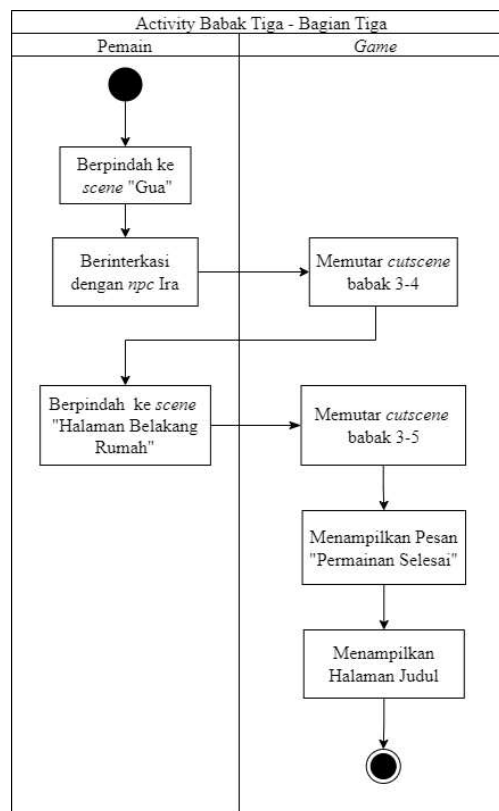 Activity Babak Tiga - Bagian Tiga
Pemain
Game
Berpindah ke
scene "Gua"
Berinterkasi
dengan npc Ira
Memutar cutscene
babak 3-4
Berpindah ke scene
"Halaman Belakang
Rumah"
Memutar cutscene
babak 3-5
Menampilkan Pesan
"Permainan Selesai"
Menampilkan
Halaman Judul